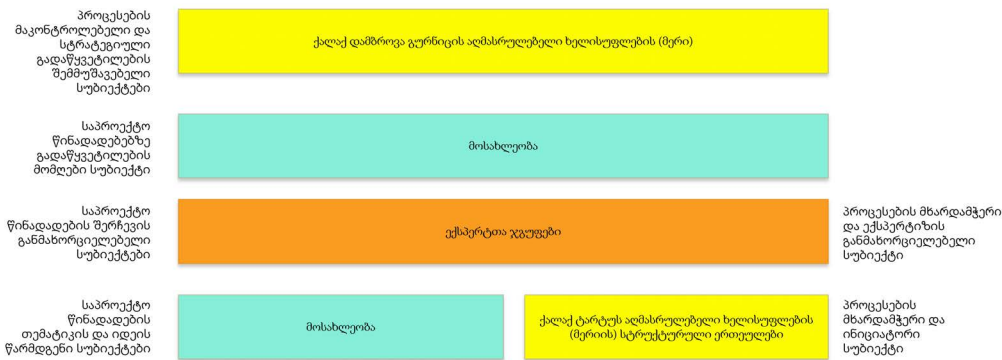 პროცესების
მაკონტროლებელი და
სტრატეგიული
გადაწყვეტილების
შემმუშავებელი
სუბიექტები
ქალაქ დამბროვა გურნიცის აღმასრულებელი ხელისუფლების (მერი)
საპროექტო
წინადადებებზე
გადაწყვეტილების
მომღები სუბიექტი
მოსახლეობა
საპროექტო
წინადადების შერჩევის
განმახორციელებელი
სუბიექტები
ექსპერტთა ჯგუფები
პროცესების მხარდამჭერი
და ექსპერტიზის
განმახორციელებელი
სუბიექტი
საპროექტო
წინადადების
თემატიკის და იდეის
წარმდგენი სუბიექტები
მოსახლეობა
ქალაქ ტარტუს აღმასრულებელი ხელისუფლების
(მერიის) სტრუქტურული ერთეულები
პროცესების
მხარდამჭერი და
ინიციატორი
სუბიექტი